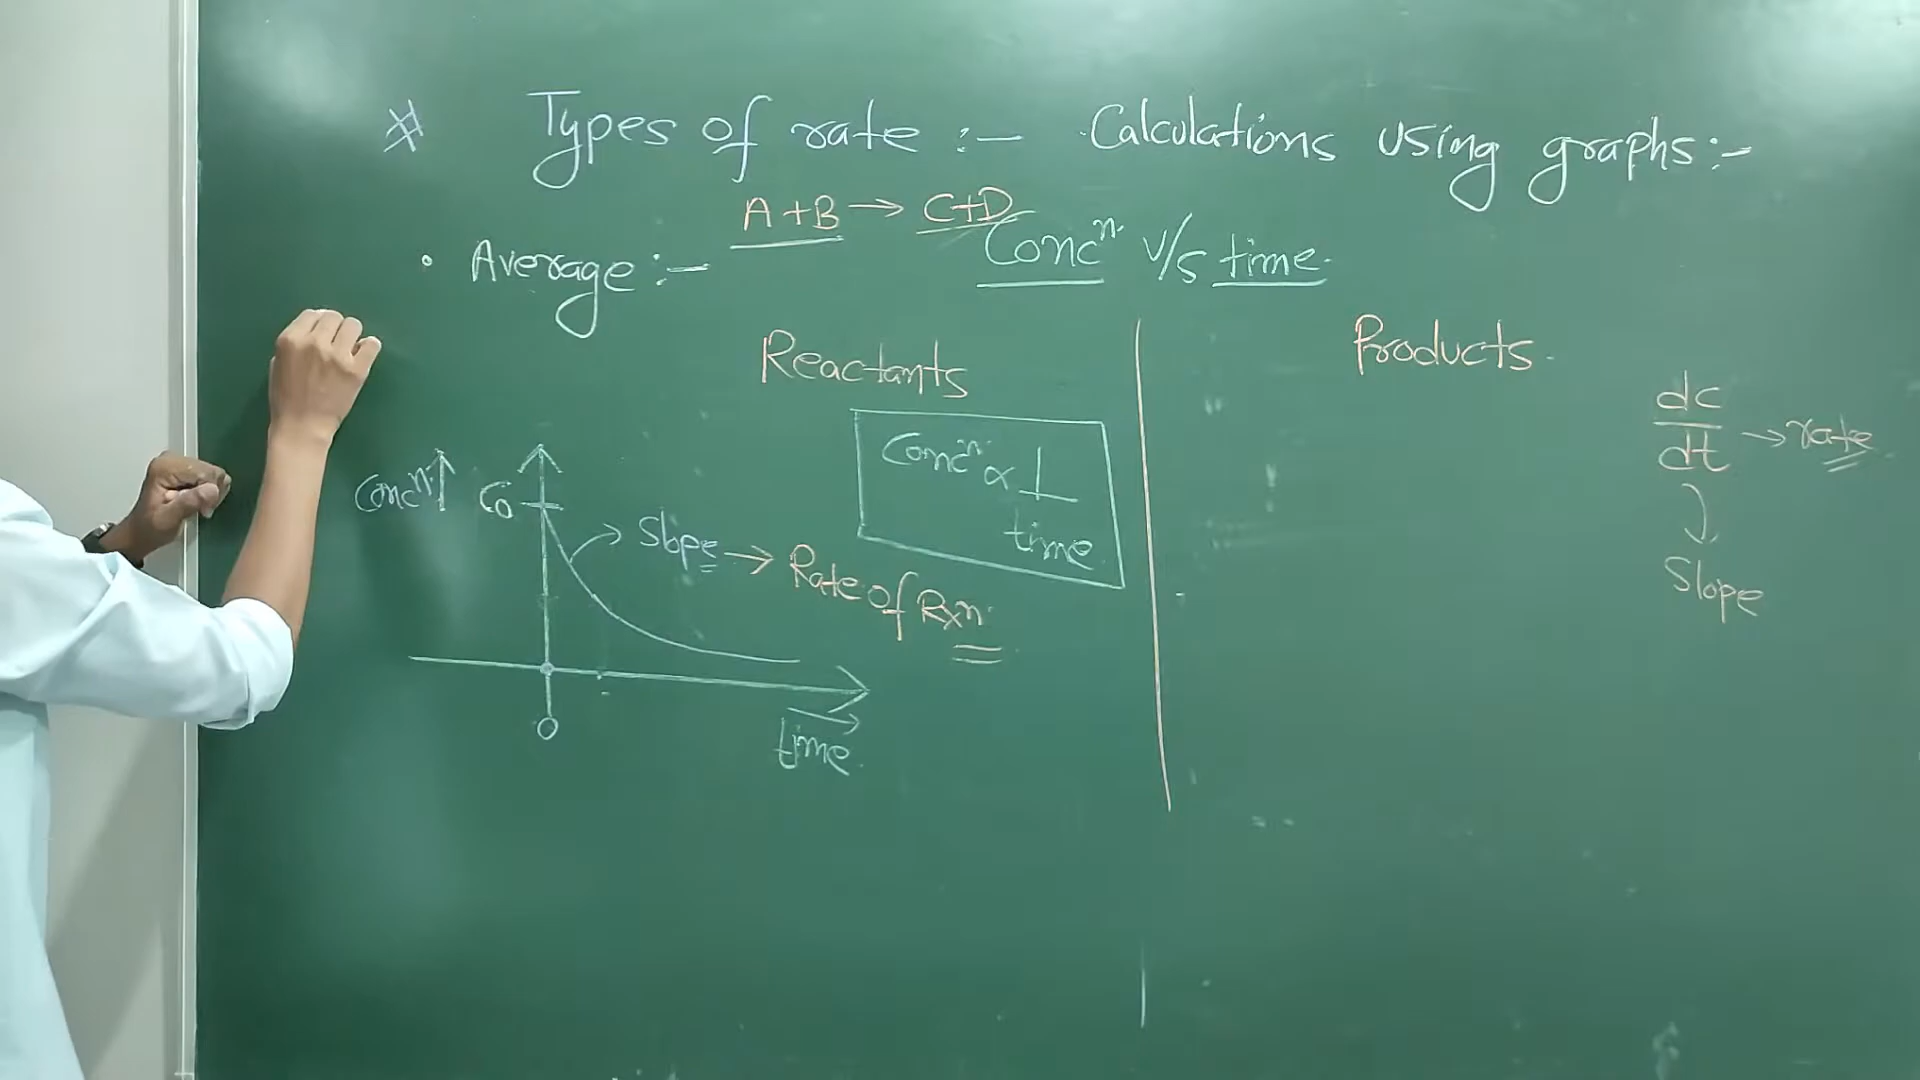 Types of rate :- Calculations using graphs :-
A + B → C + D
• Average :- Concⁿ. v/s time.
Reactants
Products.
Concⁿ. ∝ 1/time.
dc/dt → rate
Concⁿ. ↑ C₀
Slope → Rate of Rxn.
Slope
O
time.